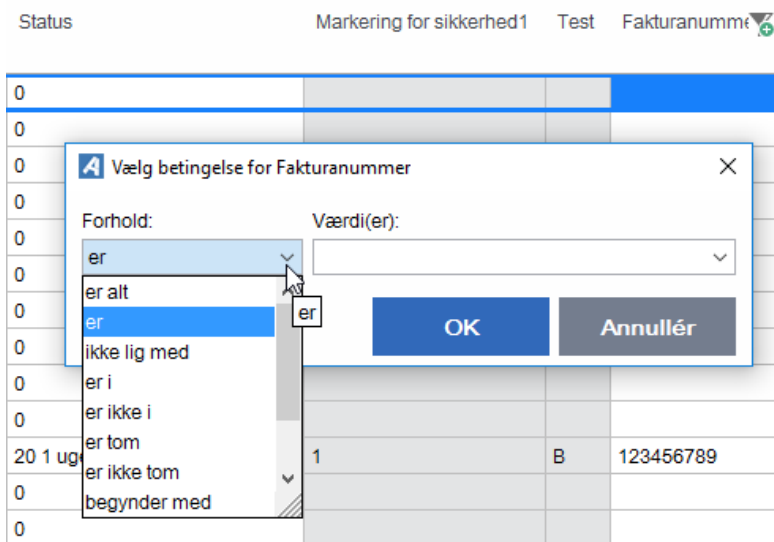 Status Markering for sikkerhed1 Test Fakturanumme
0
0
0
Vælg betingelse for Fakturanummer
0
Forhold: Værdi(er):
0
er
0
er alt
0
er er
OK Annullér
0
ikke lig med
0
er i
0
er ikke i
er tom
20 1 uge 1 B 123456789
er ikke tom
0
begynder med
0